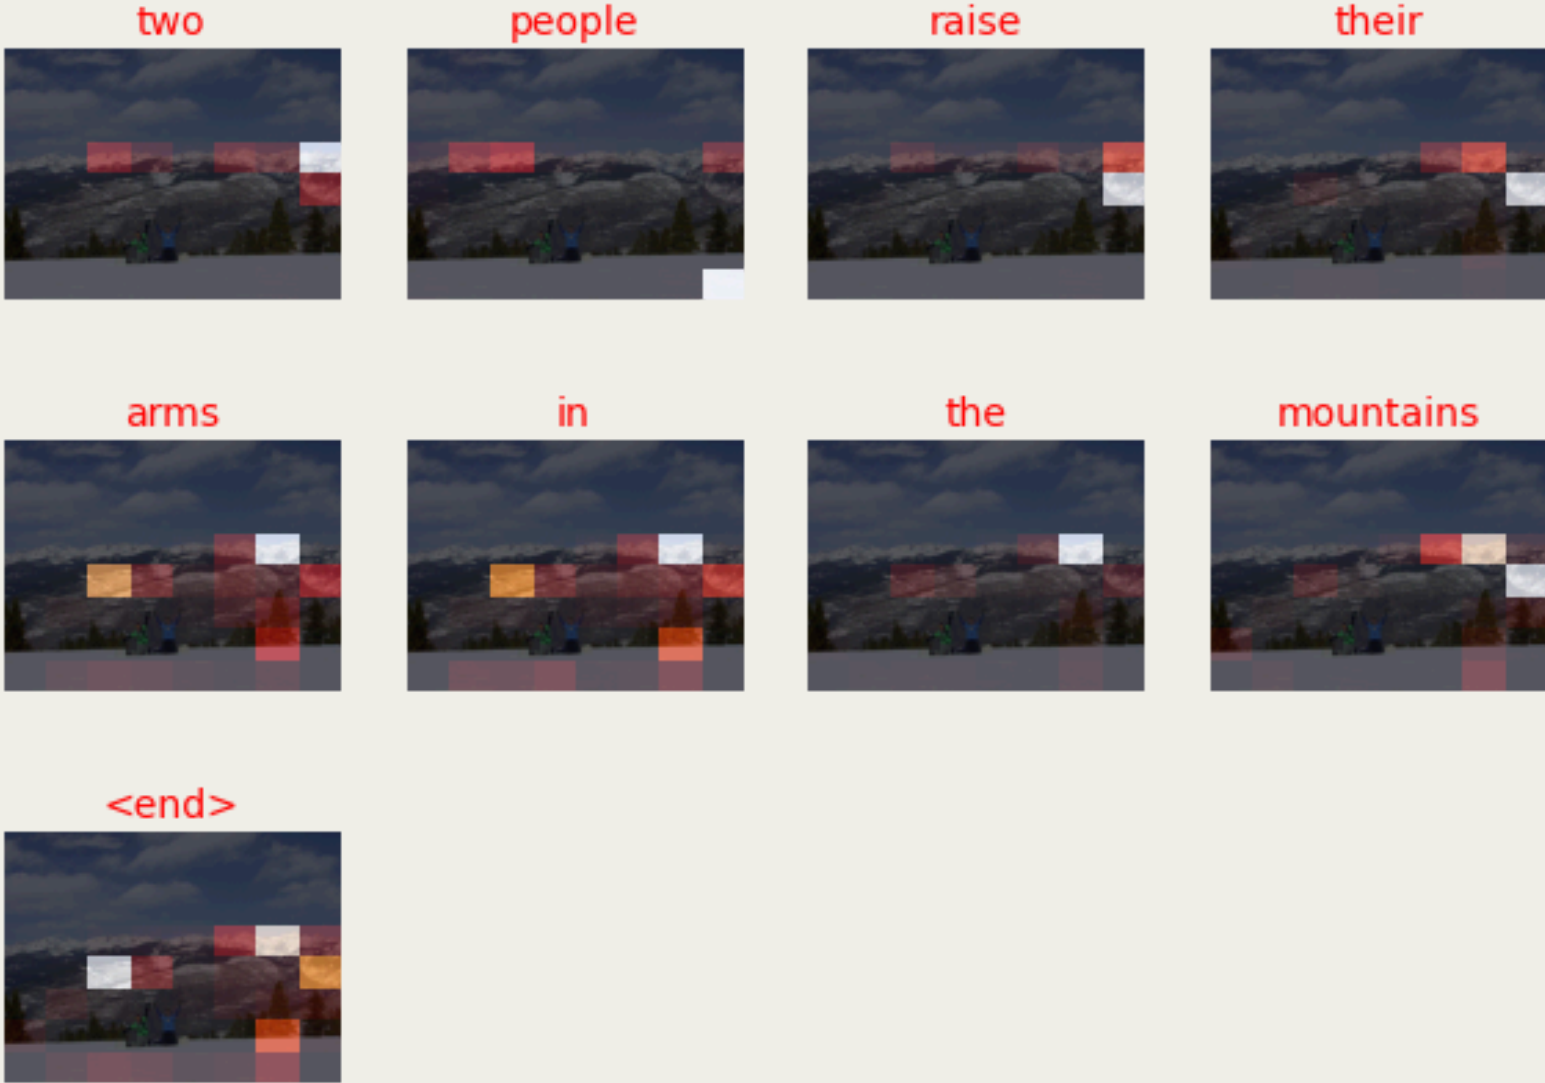 two people raise their
arms in the mountains
<end>